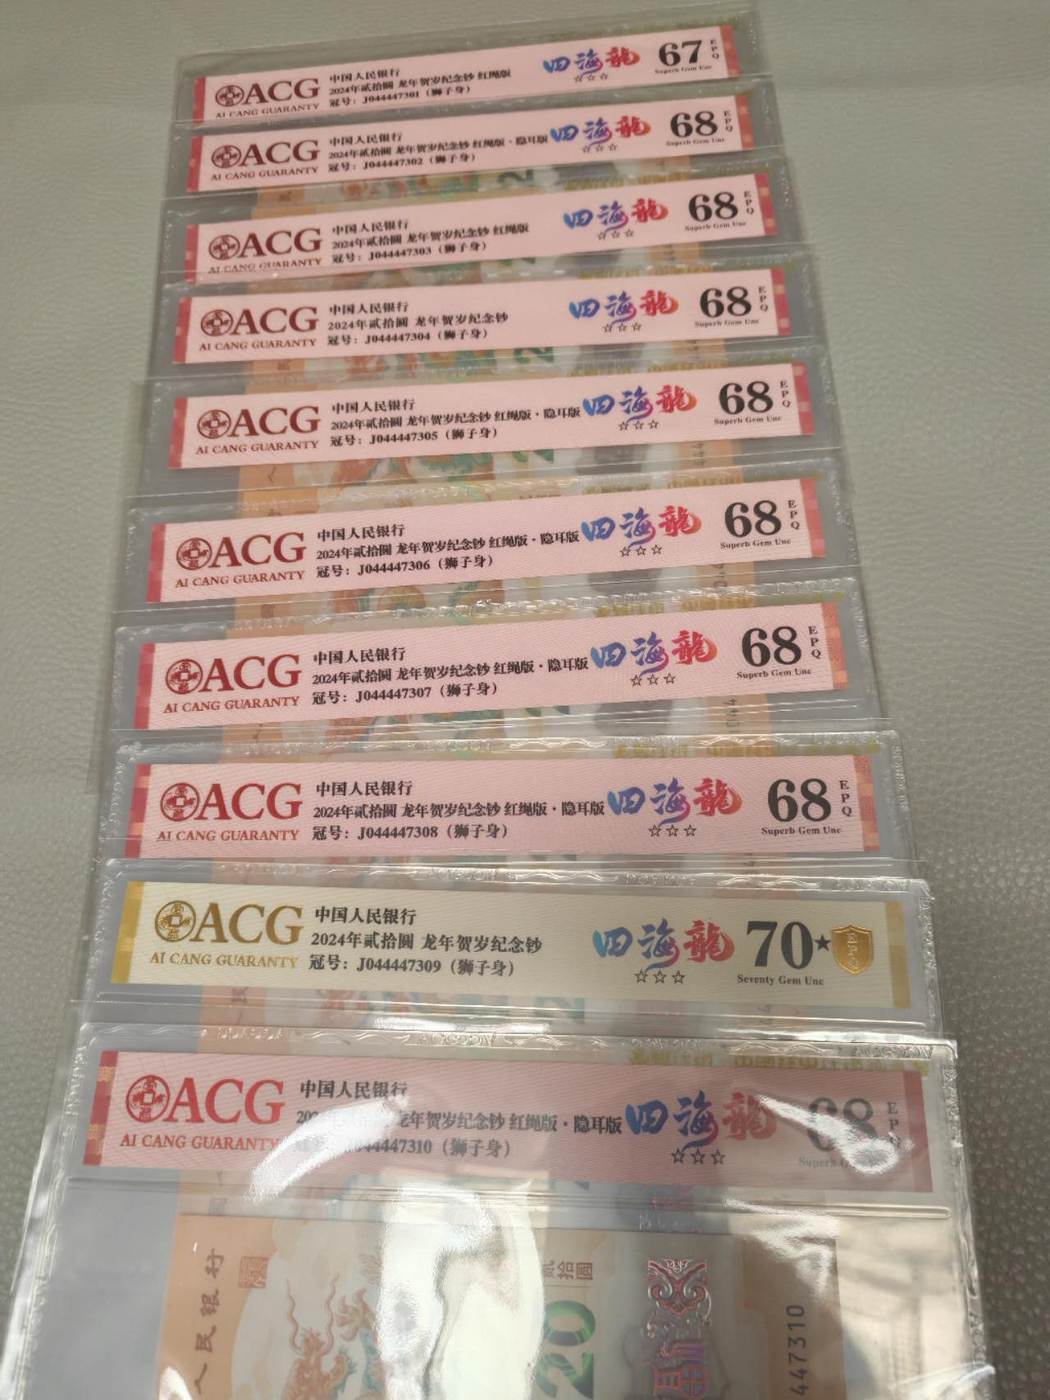 ACG
AI CANG GUARANTY
中国人民银行
2024年贰拾圆 龙年贺岁纪念钞 红绳版
冠号：J044447301（狮子身）
四海龍
☆☆☆
67
EPQ
Superb Gem Unc
ACG
AI CANG GUARANTY
中国人民银行
2024年贰拾圆 龙年贺岁纪念钞 红绳版·隐耳版
冠号：J044447302（狮子身）
四海龍
☆☆☆
68
EPQ
Superb Gem Unc
ACG
AI CANG GUARANTY
中国人民银行
2024年贰拾圆 龙年贺岁纪念钞 红绳版
冠号：J044447303（狮子身）
四海龍
☆☆☆
68
EPQ
Superb Gem Unc
ACG
AI CANG GUARANTY
中国人民银行
2024年贰拾圆 龙年贺岁纪念钞
冠号：J044447304（狮子身）
四海龍
☆☆☆
68
EPQ
Superb Gem Unc
ACG
AI CANG GUARANTY
中国人民银行
2024年贰拾圆 龙年贺岁纪念钞 红绳版·隐耳版
冠号：J044447305（狮子身）
四海龍
☆☆☆
68
EPQ
Superb Gem Unc
ACG
AI CANG GUARANTY
中国人民银行
2024年贰拾圆 龙年贺岁纪念钞 红绳版·隐耳版
冠号：J044447306（狮子身）
四海龍
☆☆☆
68
EPQ
Superb Gem Unc
ACG
AI CANG GUARANTY
中国人民银行
2024年贰拾圆 龙年贺岁纪念钞 红绳版·隐耳版
冠号：J044447307（狮子身）
四海龍
☆☆☆
68
EPQ
Superb Gem Unc
ACG
AI CANG GUARANTY
中国人民银行
2024年贰拾圆 龙年贺岁纪念钞 红绳版·隐耳版
冠号：J044447308（狮子身）
四海龍
☆☆☆
68
EPQ
Superb Gem Unc
ACG
AI CANG GUARANTY
中国人民银行
2024年贰拾圆 龙年贺岁纪念钞
冠号：J044447309（狮子身）
四海龍
☆☆☆
70★
Seventy Gem Unc
ACG
AI CANG GUARANTY
中国人民银行
龙年贺岁纪念钞 红绳版·隐耳版
44447310（狮子身）
四海龍
☆☆☆
68
EPQ
Superb
人民银行
贰拾圆
20
447310